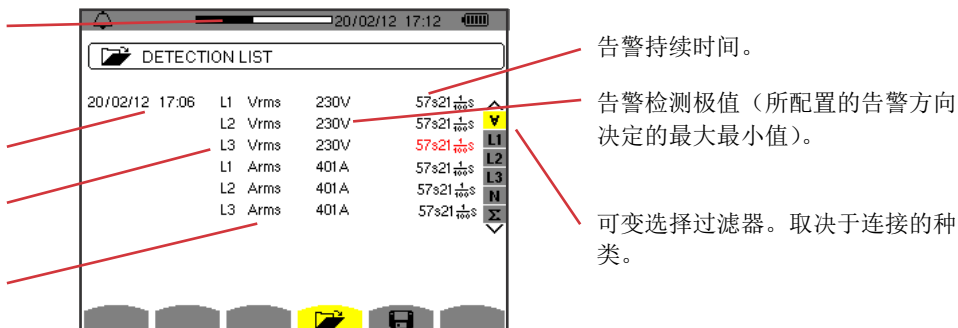 20/02/12 17:12
DETECTION LIST
20/02/12 17:06 L1 Vrms 230V 57s21 1/100 s
L2 Vrms 230V 57s21 1/100 s
L3 Vrms 230V 57s21 1/100 s
L1 Arms 401A 57s21 1/100 s
L2 Arms 401A 57s21 1/100 s
L3 Arms 401A 57s21 1/100 s
∀
L1
L2
L3
N
Σ
告警持续时间。
告警检测极值（所配置的告警方向
决定的最大最小值）。
可变选择过滤器。取决于连接的种
类。